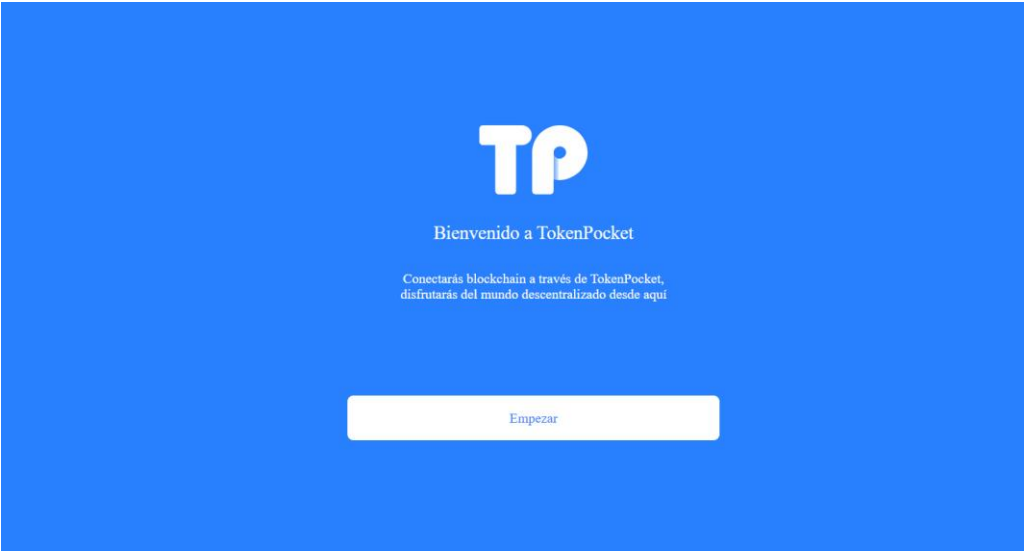 TP
Bienvenido a TokenPocket
Conectarás blockchain a través de TokenPocket,
disfrutarás del mundo descentralizado desde aquí
Empezar